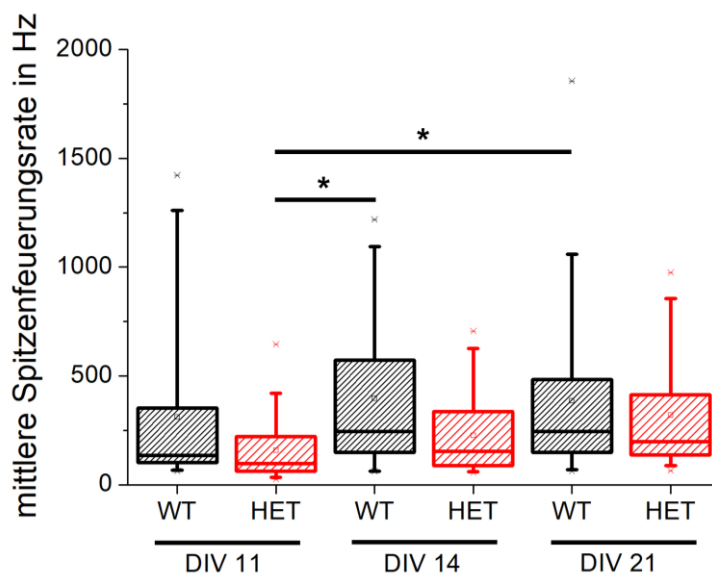 mittlere Spitzenfeuerungsrate in Hz
2000
1500
1000
500
0
*
*
WT
HET
WT
HET
WT
HET
DIV 11
DIV 14
DIV 21